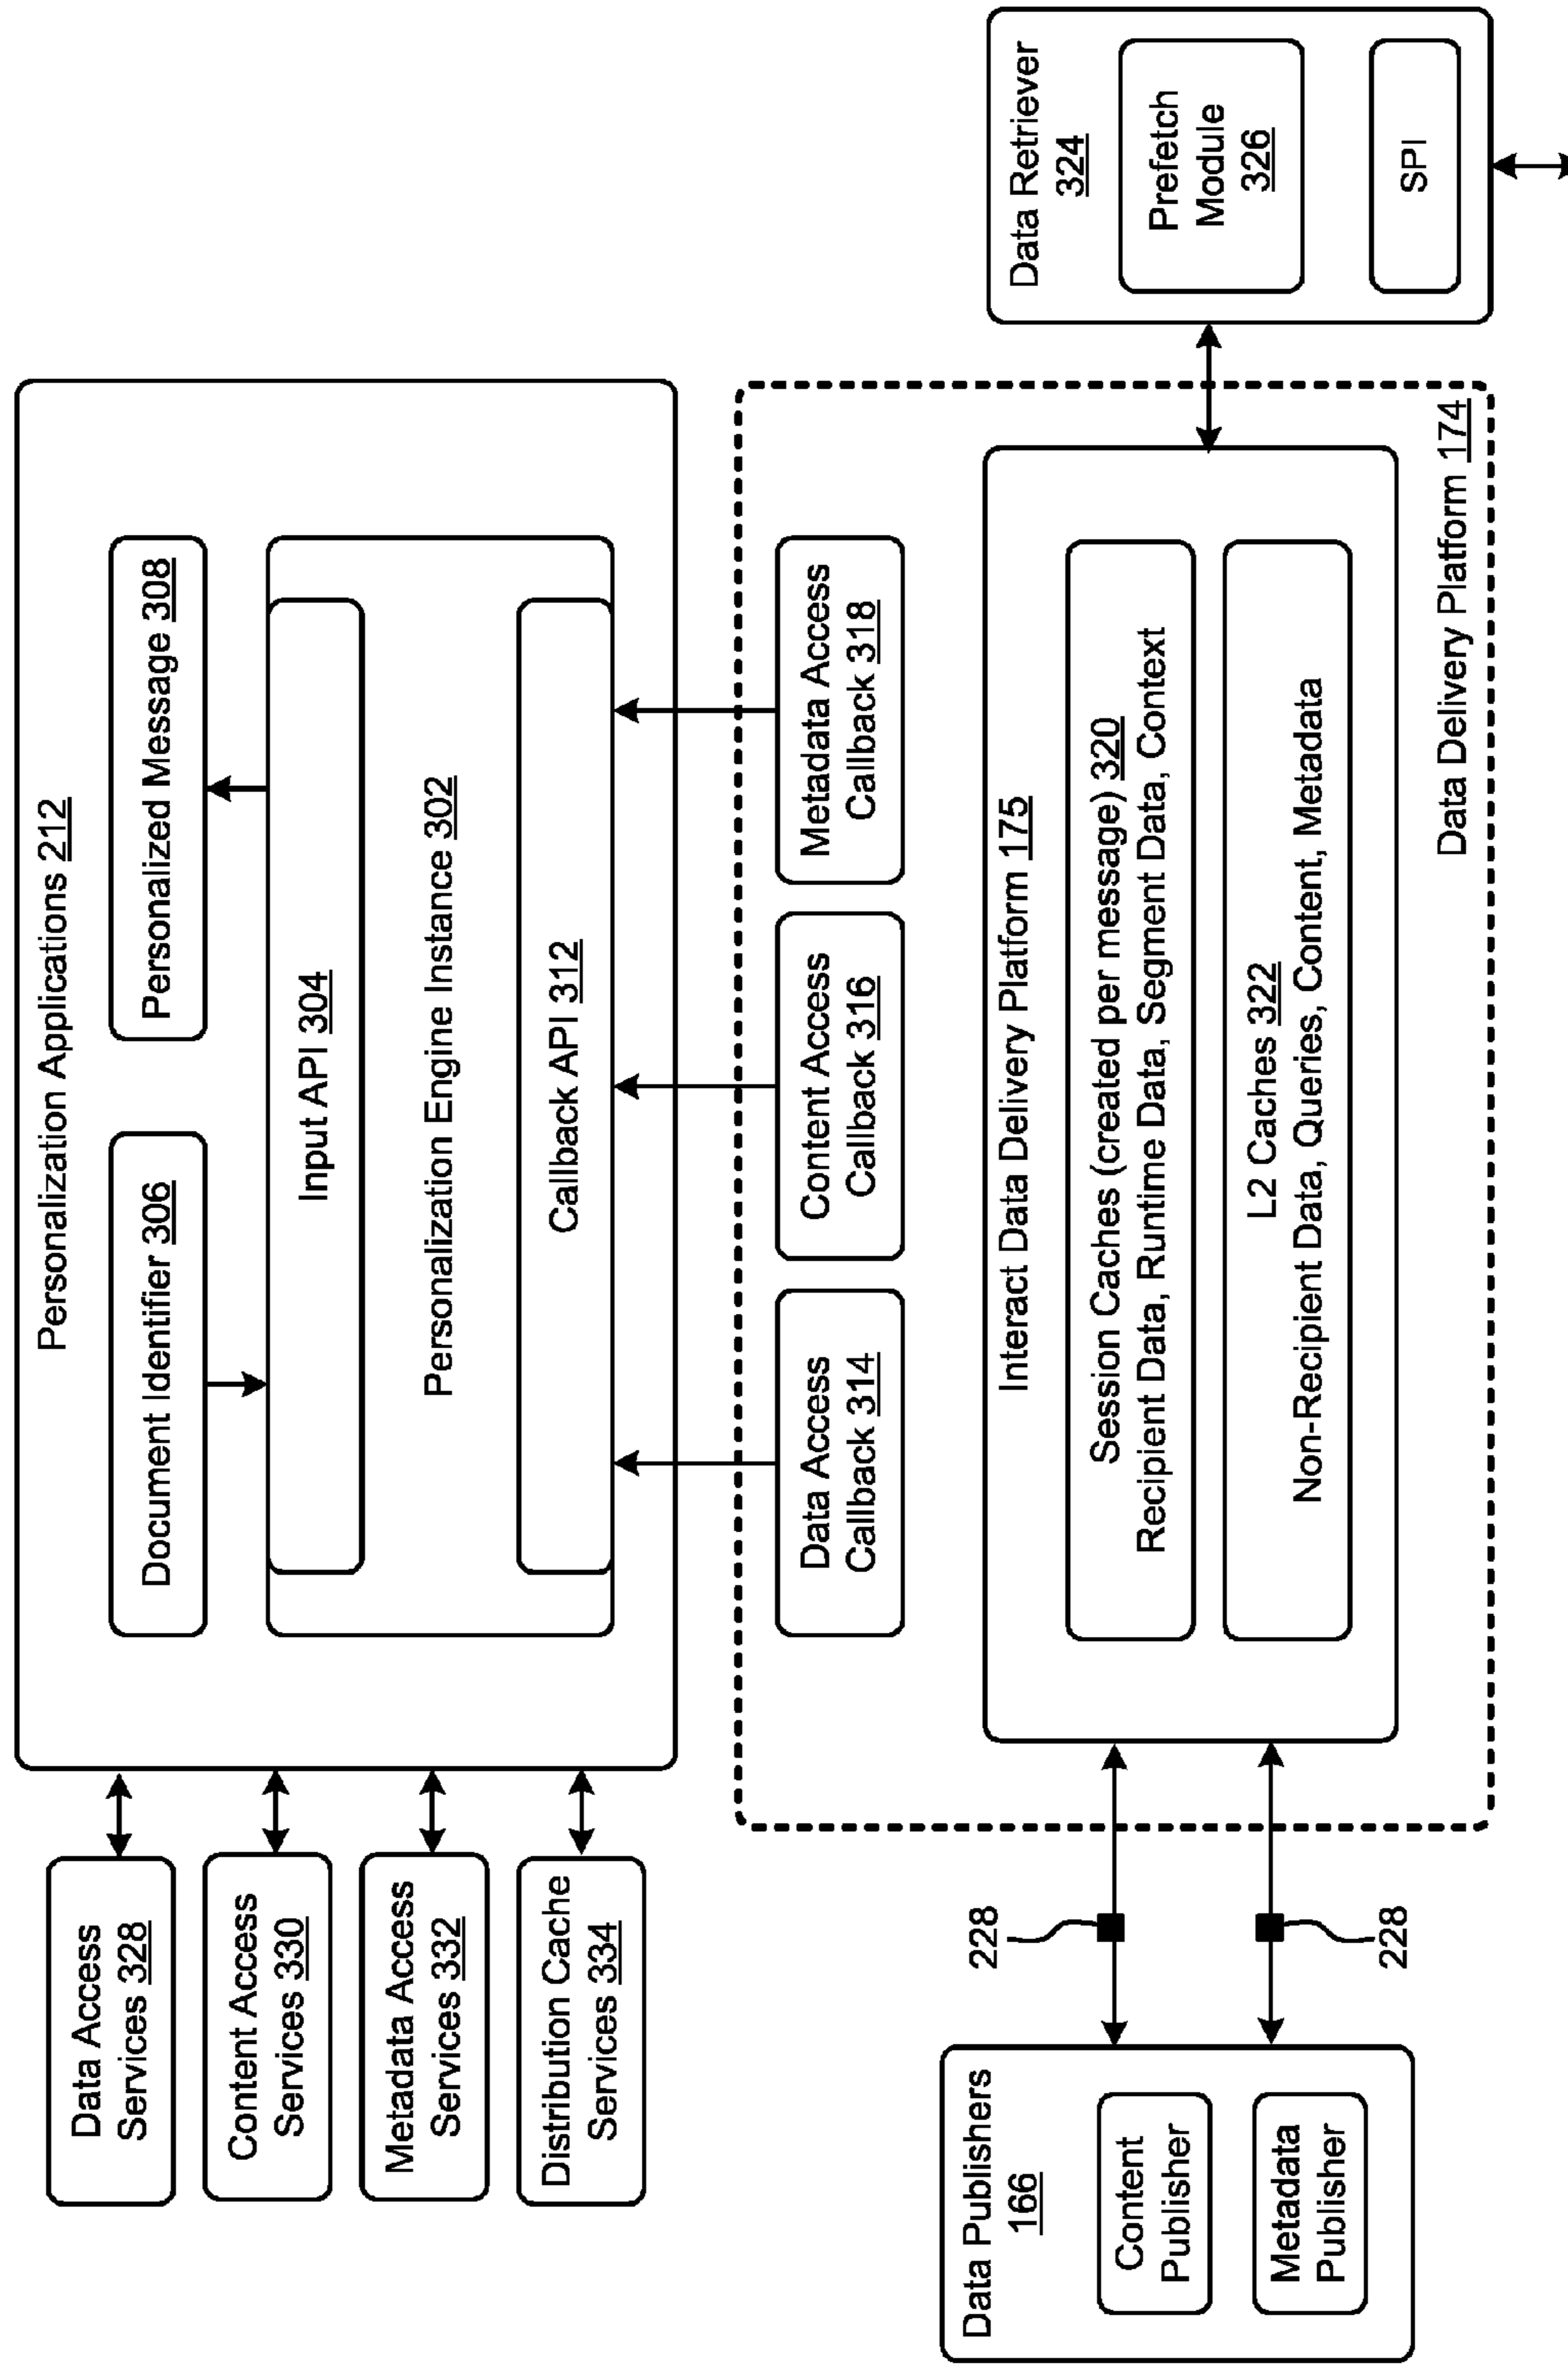 Personalization Applications 212
Document Identifier 306
Personalized Message 308
Input API 304
Personalization Engine Instance 302
Callback API 312
Data Access
Services 328
Content Access
Services 330
Metadata Access
Services 332
Distribution Cache
Services 334
Data Access
Callback 314
Content Access
Callback 316
Metadata Access
Callback 318
Interact Data Delivery Platform 175
Session Caches (created per message) 320
Recipient Data, Runtime Data, Segment Data, Context
L2 Caches 322
Non-Recipient Data, Queries, Content, Metadata
Data Delivery Platform 174
Data Publishers
166
Content
Publisher
Metadata
Publisher
228
228
Data Retriever
324
Prefetch
Module
326
SPI